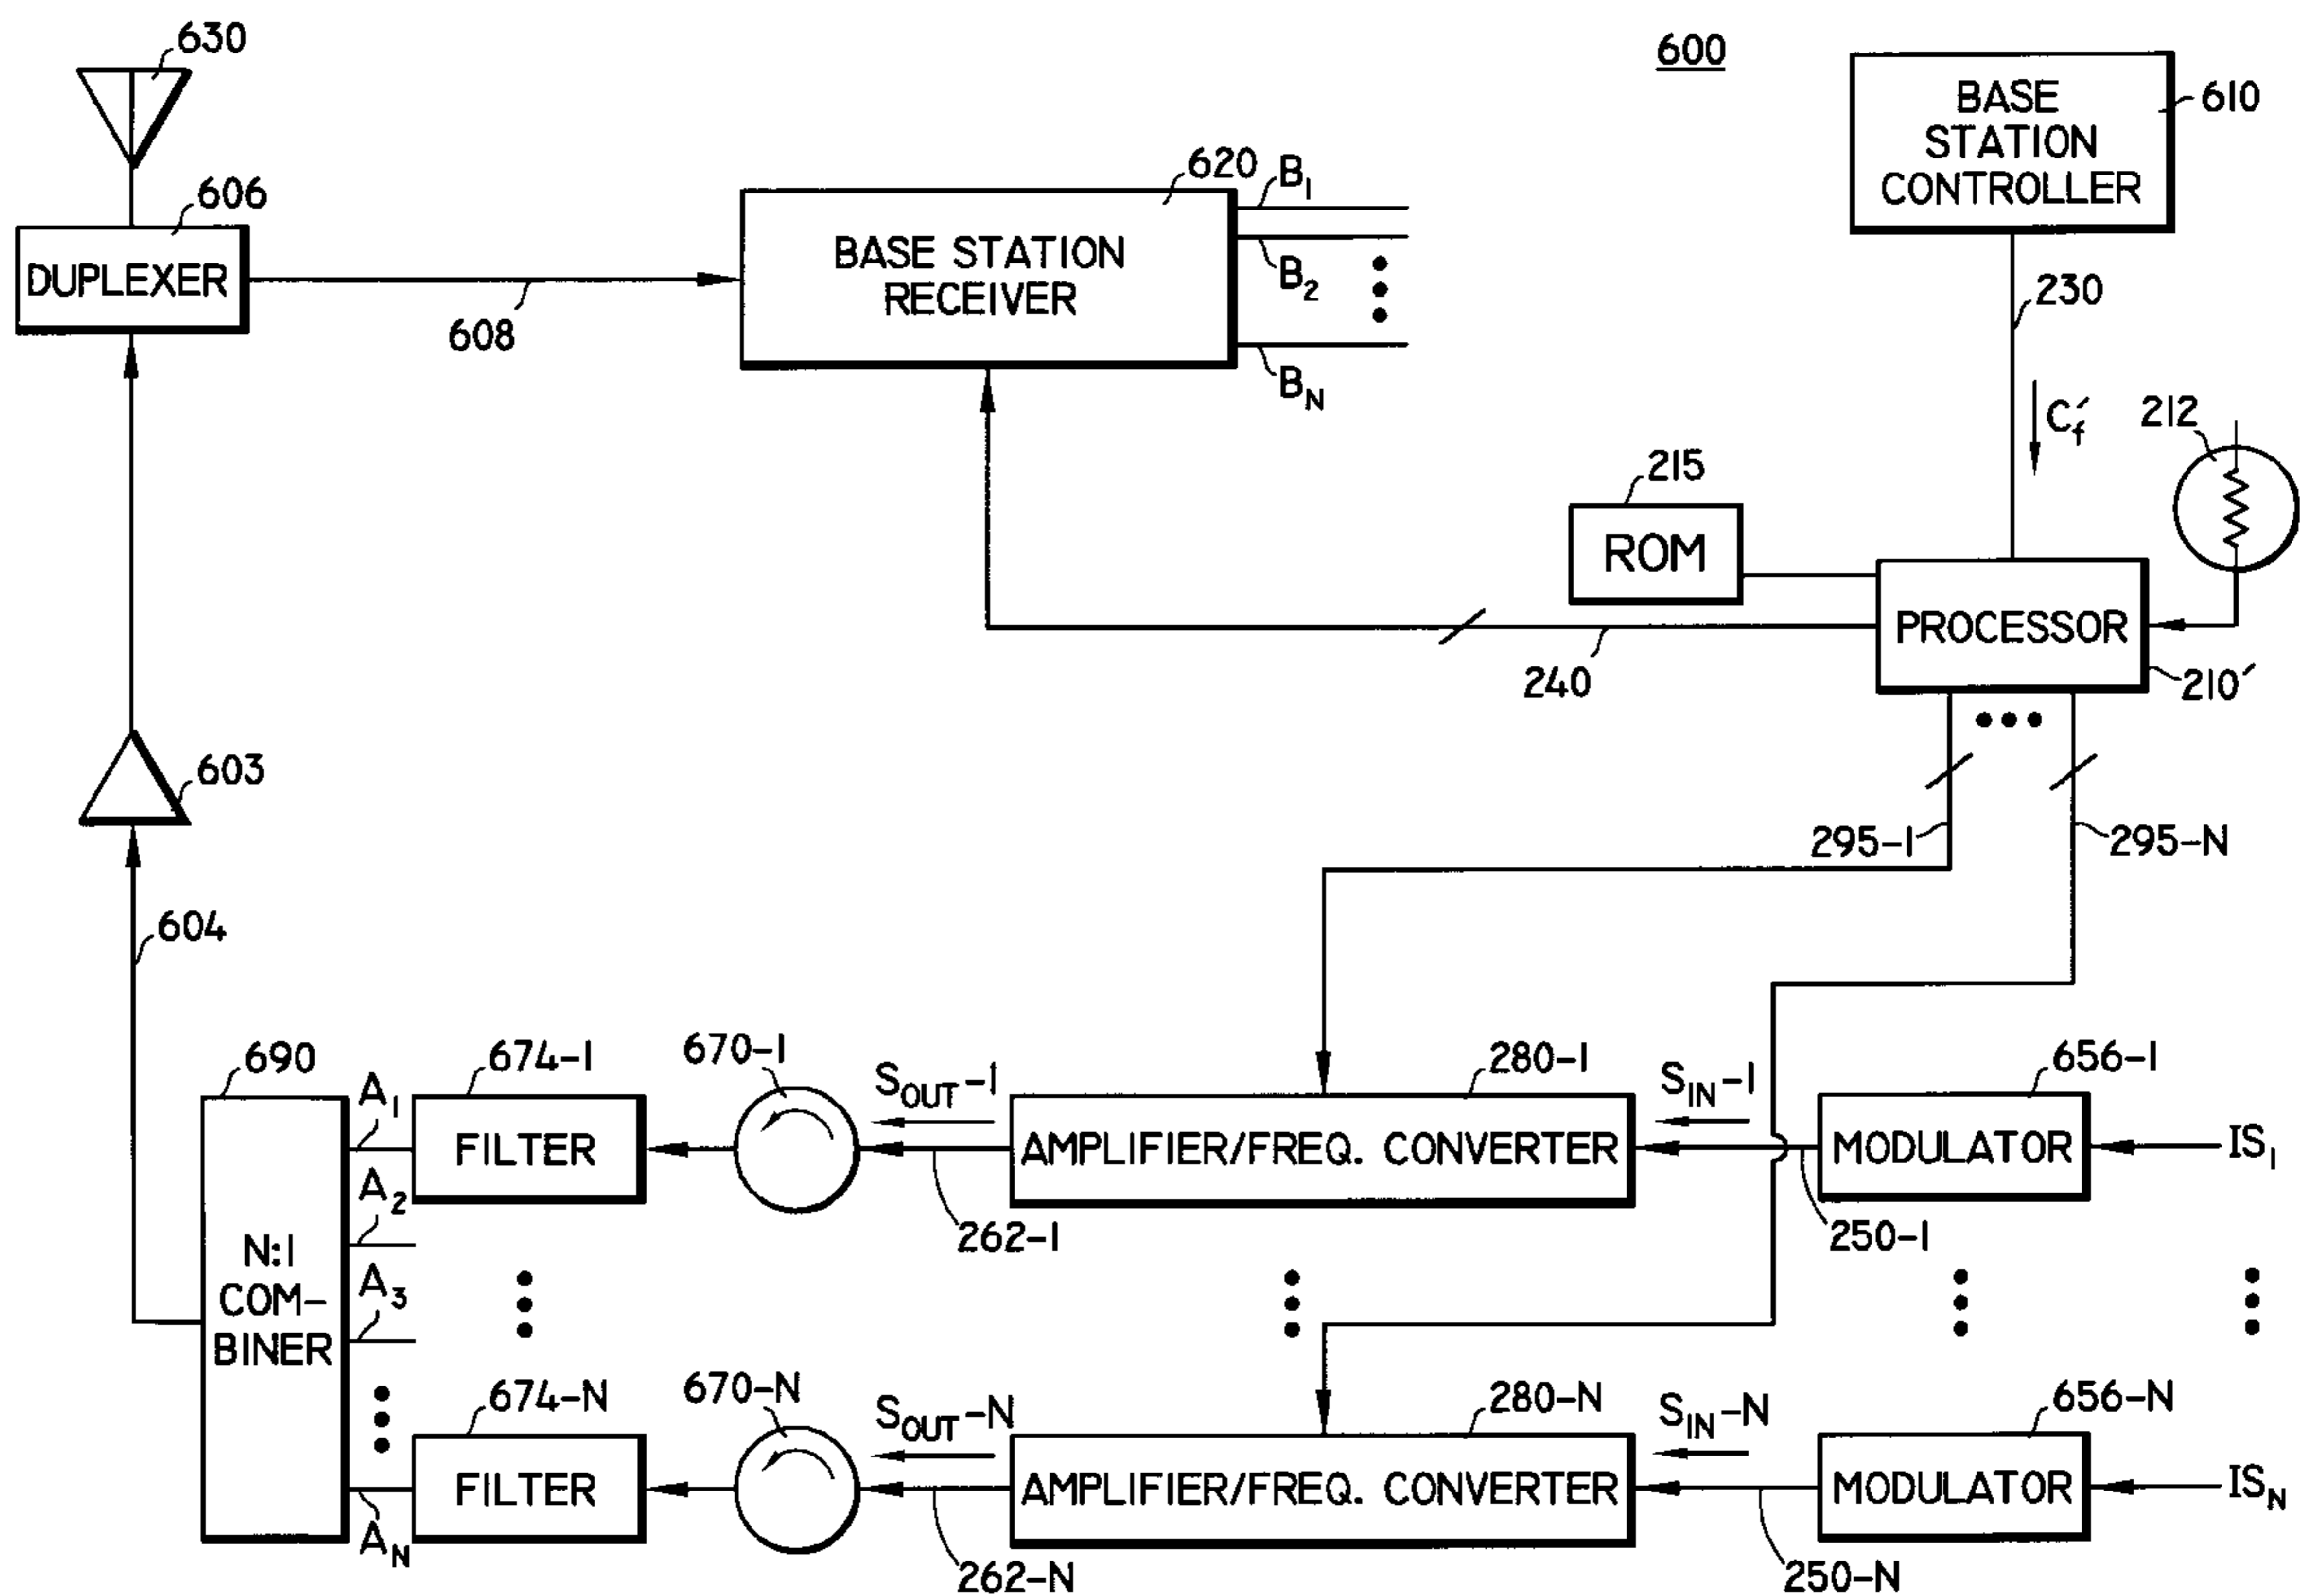 630
600
BASE
STATION
CONTROLLER
610
606
DUPLEXER
608
620
BASE STATION
RECEIVER
B1
B2
BN
230
C'f
212
215
ROM
PROCESSOR
210'
240
603
295-1
295-N
604
690
N:1
COM-
BINER
A1
A2
A3
AN
674-1
FILTER
670-1
SOUT-1
262-1
280-1
AMPLIFIER/FREQ. CONVERTER
SIN-1
250-1
656-1
MODULATOR
IS1
674-N
FILTER
670-N
SOUT-N
262-N
280-N
AMPLIFIER/FREQ. CONVERTER
SIN-N
250-N
656-N
MODULATOR
ISN